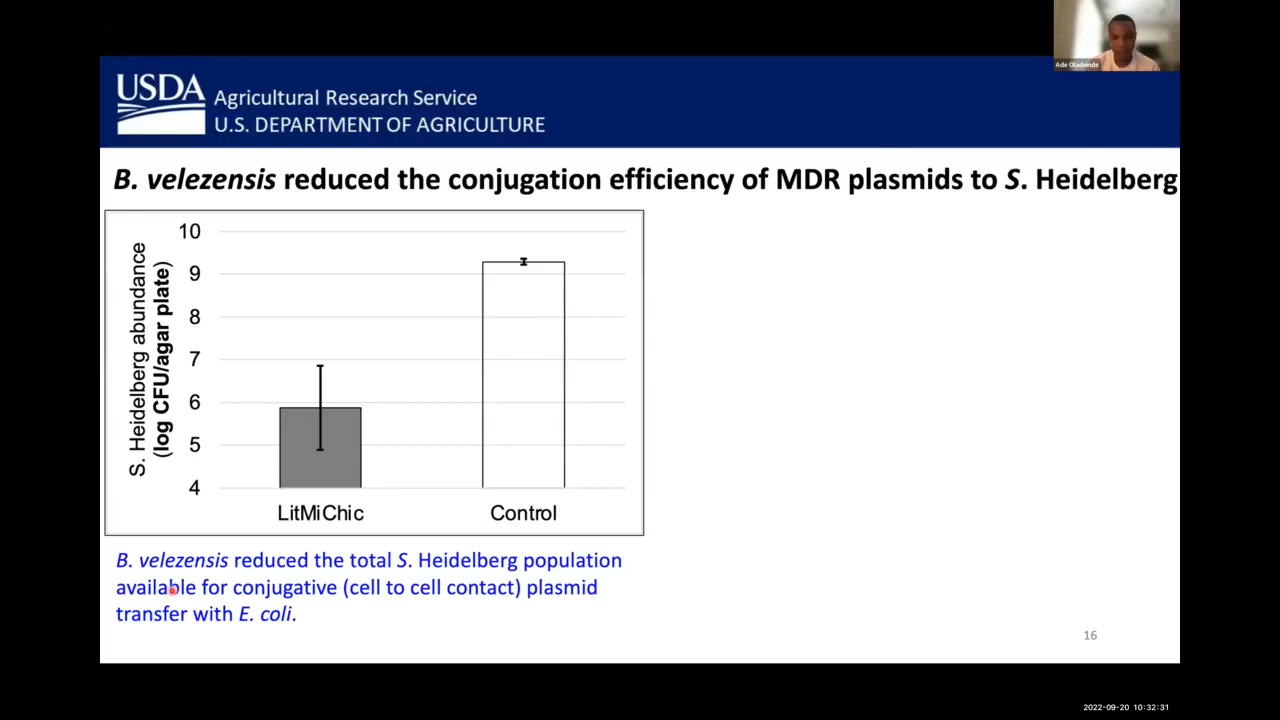 Ade Oladeinde
USDA
Agricultural Research Service
U.S. DEPARTMENT OF AGRICULTURE
B. velezensis reduced the conjugation efficiency of MDR plasmids to S. Heidelberg
S. Heidelberg abundance
(log CFU/agar plate)
10
9
8
7
6
5
4
LitMiChic
Control
B. velezensis reduced the total S. Heidelberg population
available for conjugative (cell to cell contact) plasmid
transfer with E. coli.
16
2022-09-20 10:32:31